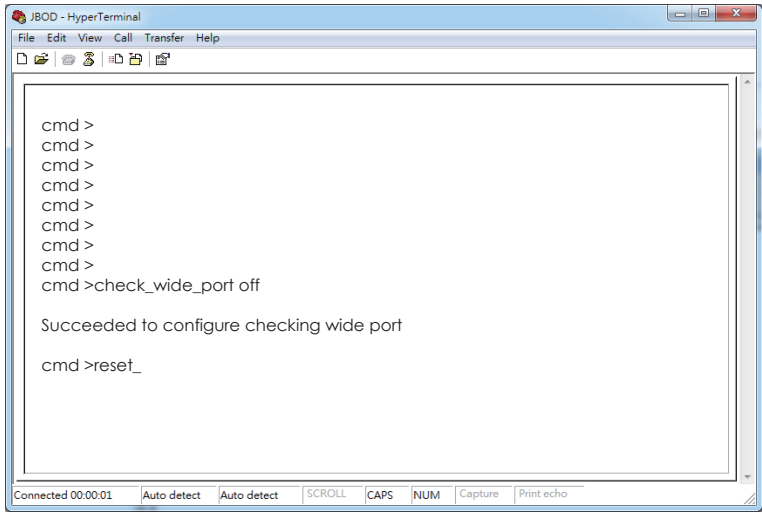 JBOD - HyperTerminal
File Edit View Call Transfer Help
cmd >
cmd >
cmd >
cmd >
cmd >
cmd >
cmd >
cmd >
cmd >check_wide_port off
Succeeded to configure checking wide port
cmd >reset_
Connected 00:00:01 Auto detect Auto detect SCROLL CAPS NUM Capture Print echo